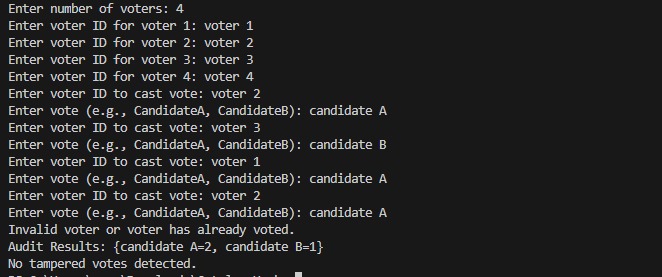 Enter number of voters: 4
Enter voter ID for voter 1: voter 1
Enter voter ID for voter 2: voter 2
Enter voter ID for voter 3: voter 3
Enter voter ID for voter 4: voter 4
Enter voter ID to cast vote: voter 2
Enter vote (e.g., CandidateA, CandidateB): candidate A
Enter voter ID to cast vote: voter 3
Enter vote (e.g., CandidateA, CandidateB): candidate B
Enter voter ID to cast vote: voter 1
Enter vote (e.g., CandidateA, CandidateB): candidate A
Enter voter ID to cast vote: voter 2
Enter vote (e.g., CandidateA, CandidateB): candidate A
Invalid voter or voter has already voted.
Audit Results: {candidate A=2, candidate B=1}
No tampered votes detected.